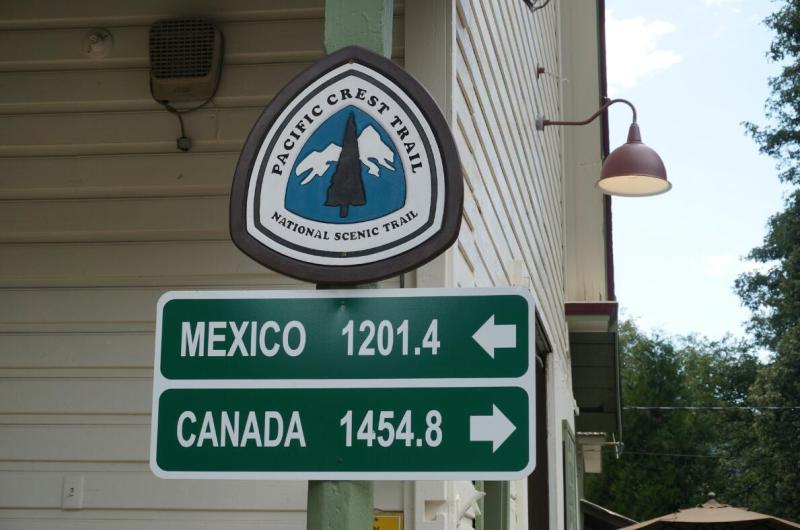 PACIFIC CREST TRAIL
NATIONAL SCENIC TRAIL
MEXICO 1201.4
CANADA 1454.8